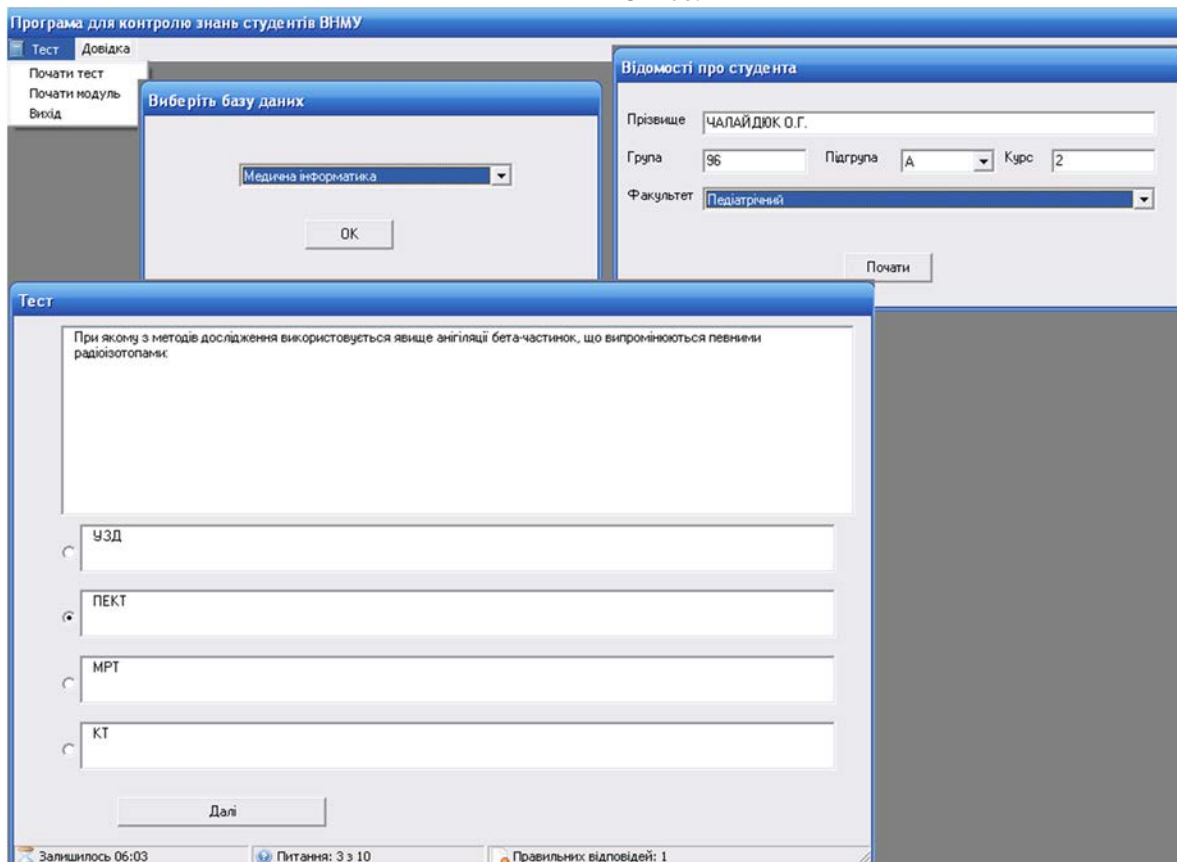 Програма для контролю знань студентів ВНМУ
Тест Довідка
Почати тест
Почати модуль
Вихід
Виберіть базу даних
Медична інформатика
OK
Відомості про студента
Прізвище ЧАЛАЙДЮК О.Г.
Група 96 Підгрупа А Курс 2
Факультет Педіатрічний
Почати
Тест
При якому з методів дослідження використовується явище анігіляції бета-частинок, що випромінюються певними
радіоізотопами:
УЗД
ПЕКТ
МРТ
КТ
Далі
Залишилось 06:03 Питання: 3 з 10 Правильних відповідей: 1